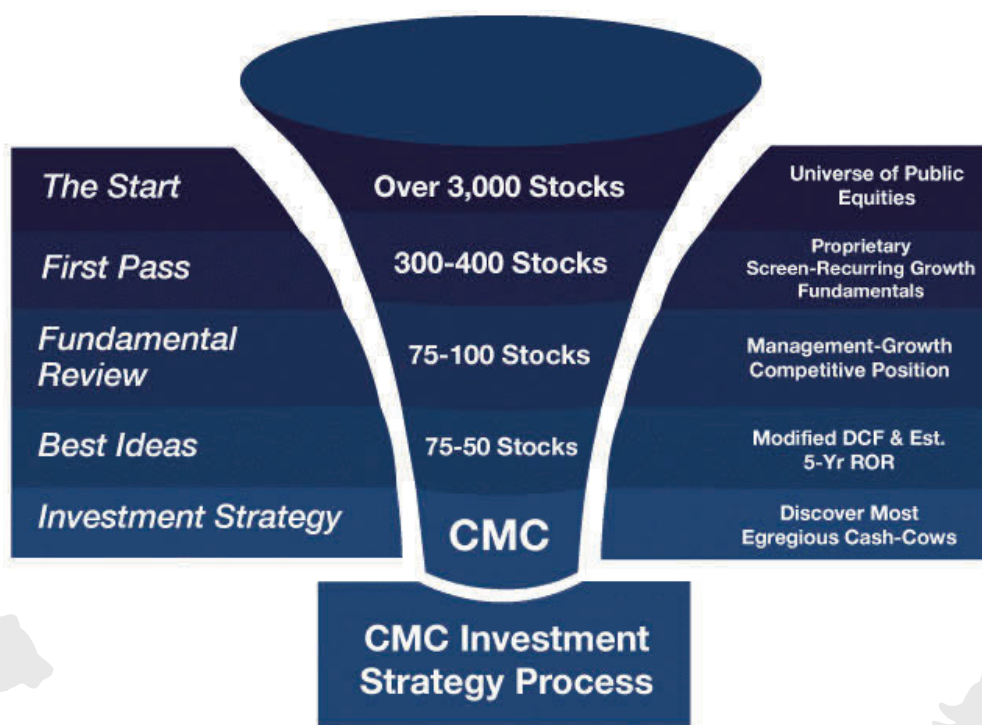 The Start
Over 3,000 Stocks
Universe of Public
Equities
First Pass
300-400 Stocks
Proprietary
Screen-Recurring Growth
Fundamentals
Fundamental
Review
75-100 Stocks
Management-Growth
Competitive Position
Best Ideas
75-50 Stocks
Modified DCF & Est.
5-Yr ROR
Investment Strategy
CMC
Discover Most
Egregious Cash-Cows
CMC Investment
Strategy Process